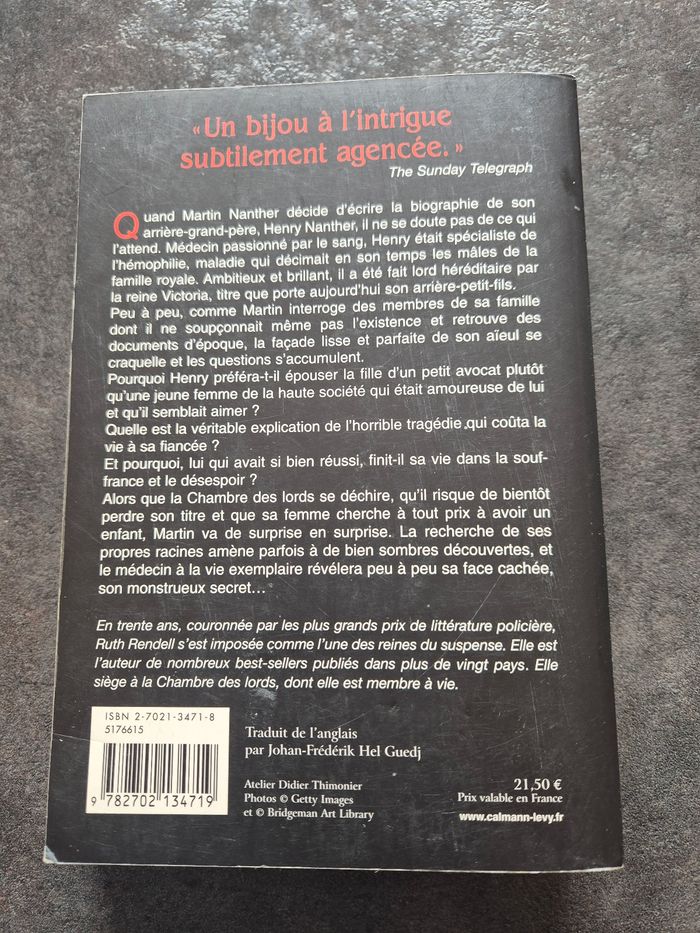 « Un bijou à l'intrigue
subtilement agencée. »
The Sunday Telegraph
Quand Martin Nanther décide d'écrire la biographie de son
arrière-grand-père, Henry Nanther, il ne se doute pas de ce qui
l'attend. Médecin passionné par le sang, Henry était spécialiste de
l'hémophilie, maladie qui décimait en son temps les mâles de la
famille royale. Ambitieux et brillant, il a été fait lord héréditaire par
la reine Victoria, titre que porte aujourd'hui son arrière-petit-fils.
Peu à peu, comme Martin interroge des membres de sa famille
dont il ne soupçonnait même pas l'existence et retrouve des
documents d'époque, la façade lisse et parfaite de son aïeul se
craquelle et les questions s'accumulent.
Pourquoi Henry préféra-t-il épouser la fille d'un petit avocat plutôt
qu'une jeune femme de la haute société qui était amoureuse de lui
et qu'il semblait aimer ?
Quelle est la véritable explication de l'horrible tragédie qui coûta la
vie à sa fiancée ?
Et pourquoi, lui qui avait si bien réussi, finit-il sa vie dans la souf-
france et le désespoir ?
Alors que la Chambre des lords se déchire, qu'il risque de bientôt
perdre son titre et que sa femme cherche à tout prix à avoir un
enfant, Martin va de surprise en surprise. La recherche de ses
propres racines amène parfois à de bien sombres découvertes, et
le médecin à la vie exemplaire révélera peu à peu sa face cachée,
son monstrueux secret...
En trente ans, couronnée par les plus grands prix de littérature policière,
Ruth Rendell s'est imposée comme l'une des reines du suspense. Elle est
l'auteur de nombreux best-sellers publiés dans plus de vingt pays. Elle
siège à la Chambre des lords, dont elle est membre à vie.
ISBN 2-7021-3471-8
5176615
9 782702 134719
Traduit de l'anglais
par Johan-Frédérik Hel Guedj
Atelier Didier Thimonier
Photos © Getty Images
et © Bridgeman Art Library
21,50 €
Prix valable en France
www.calmann-levy.fr